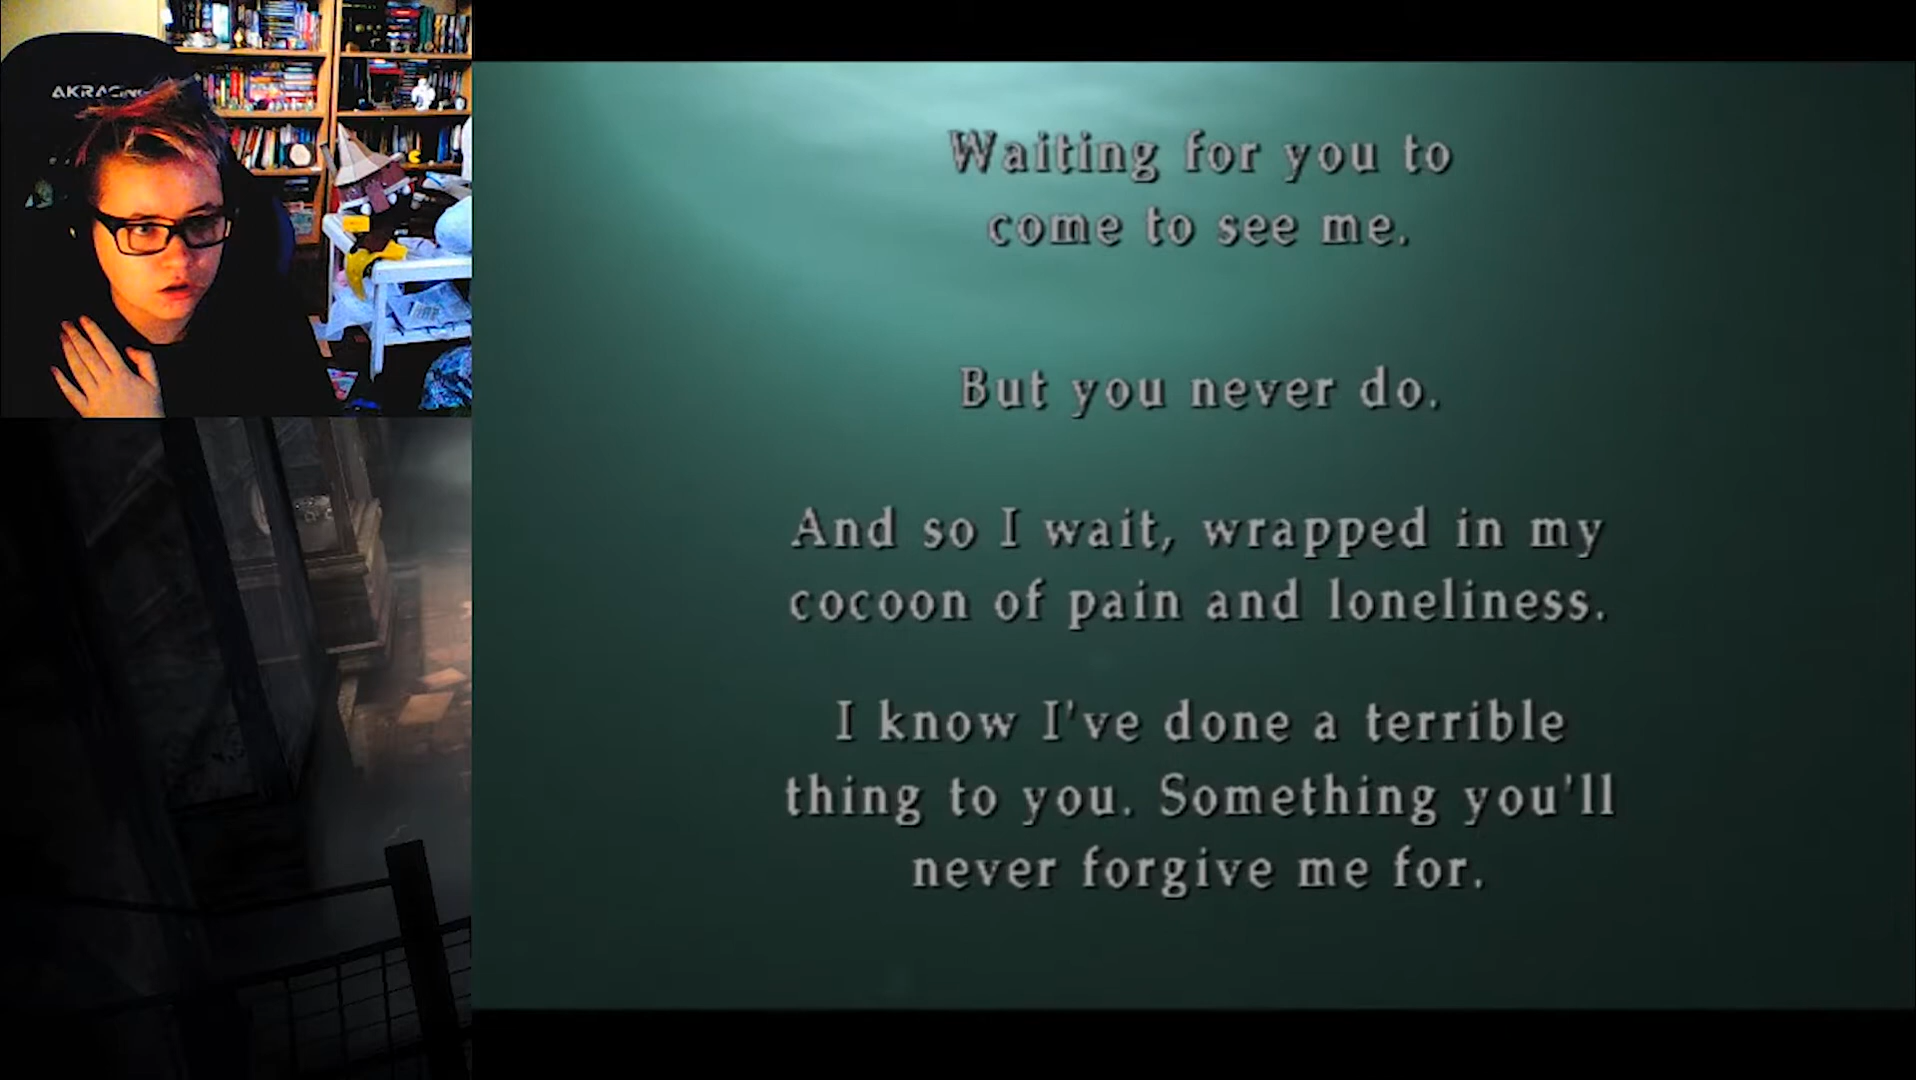 AKRACING
Waiting for you to
come to see me.
But you never do.
And so I wait, wrapped in my
cocoon of pain and loneliness.
I know I've done a terrible
thing to you. Something you'll
never forgive me for.